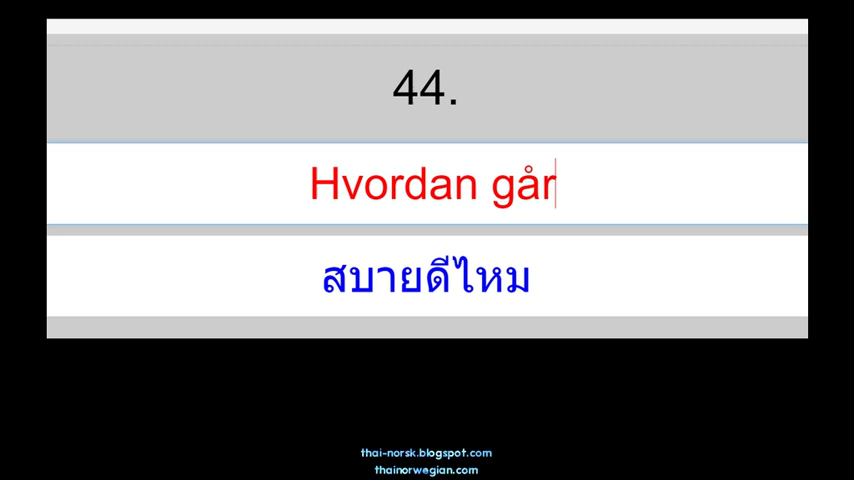 44.
Hvordan går
สบายดีไหม
thai-norsk.blogspot.com
thainorwegian.com